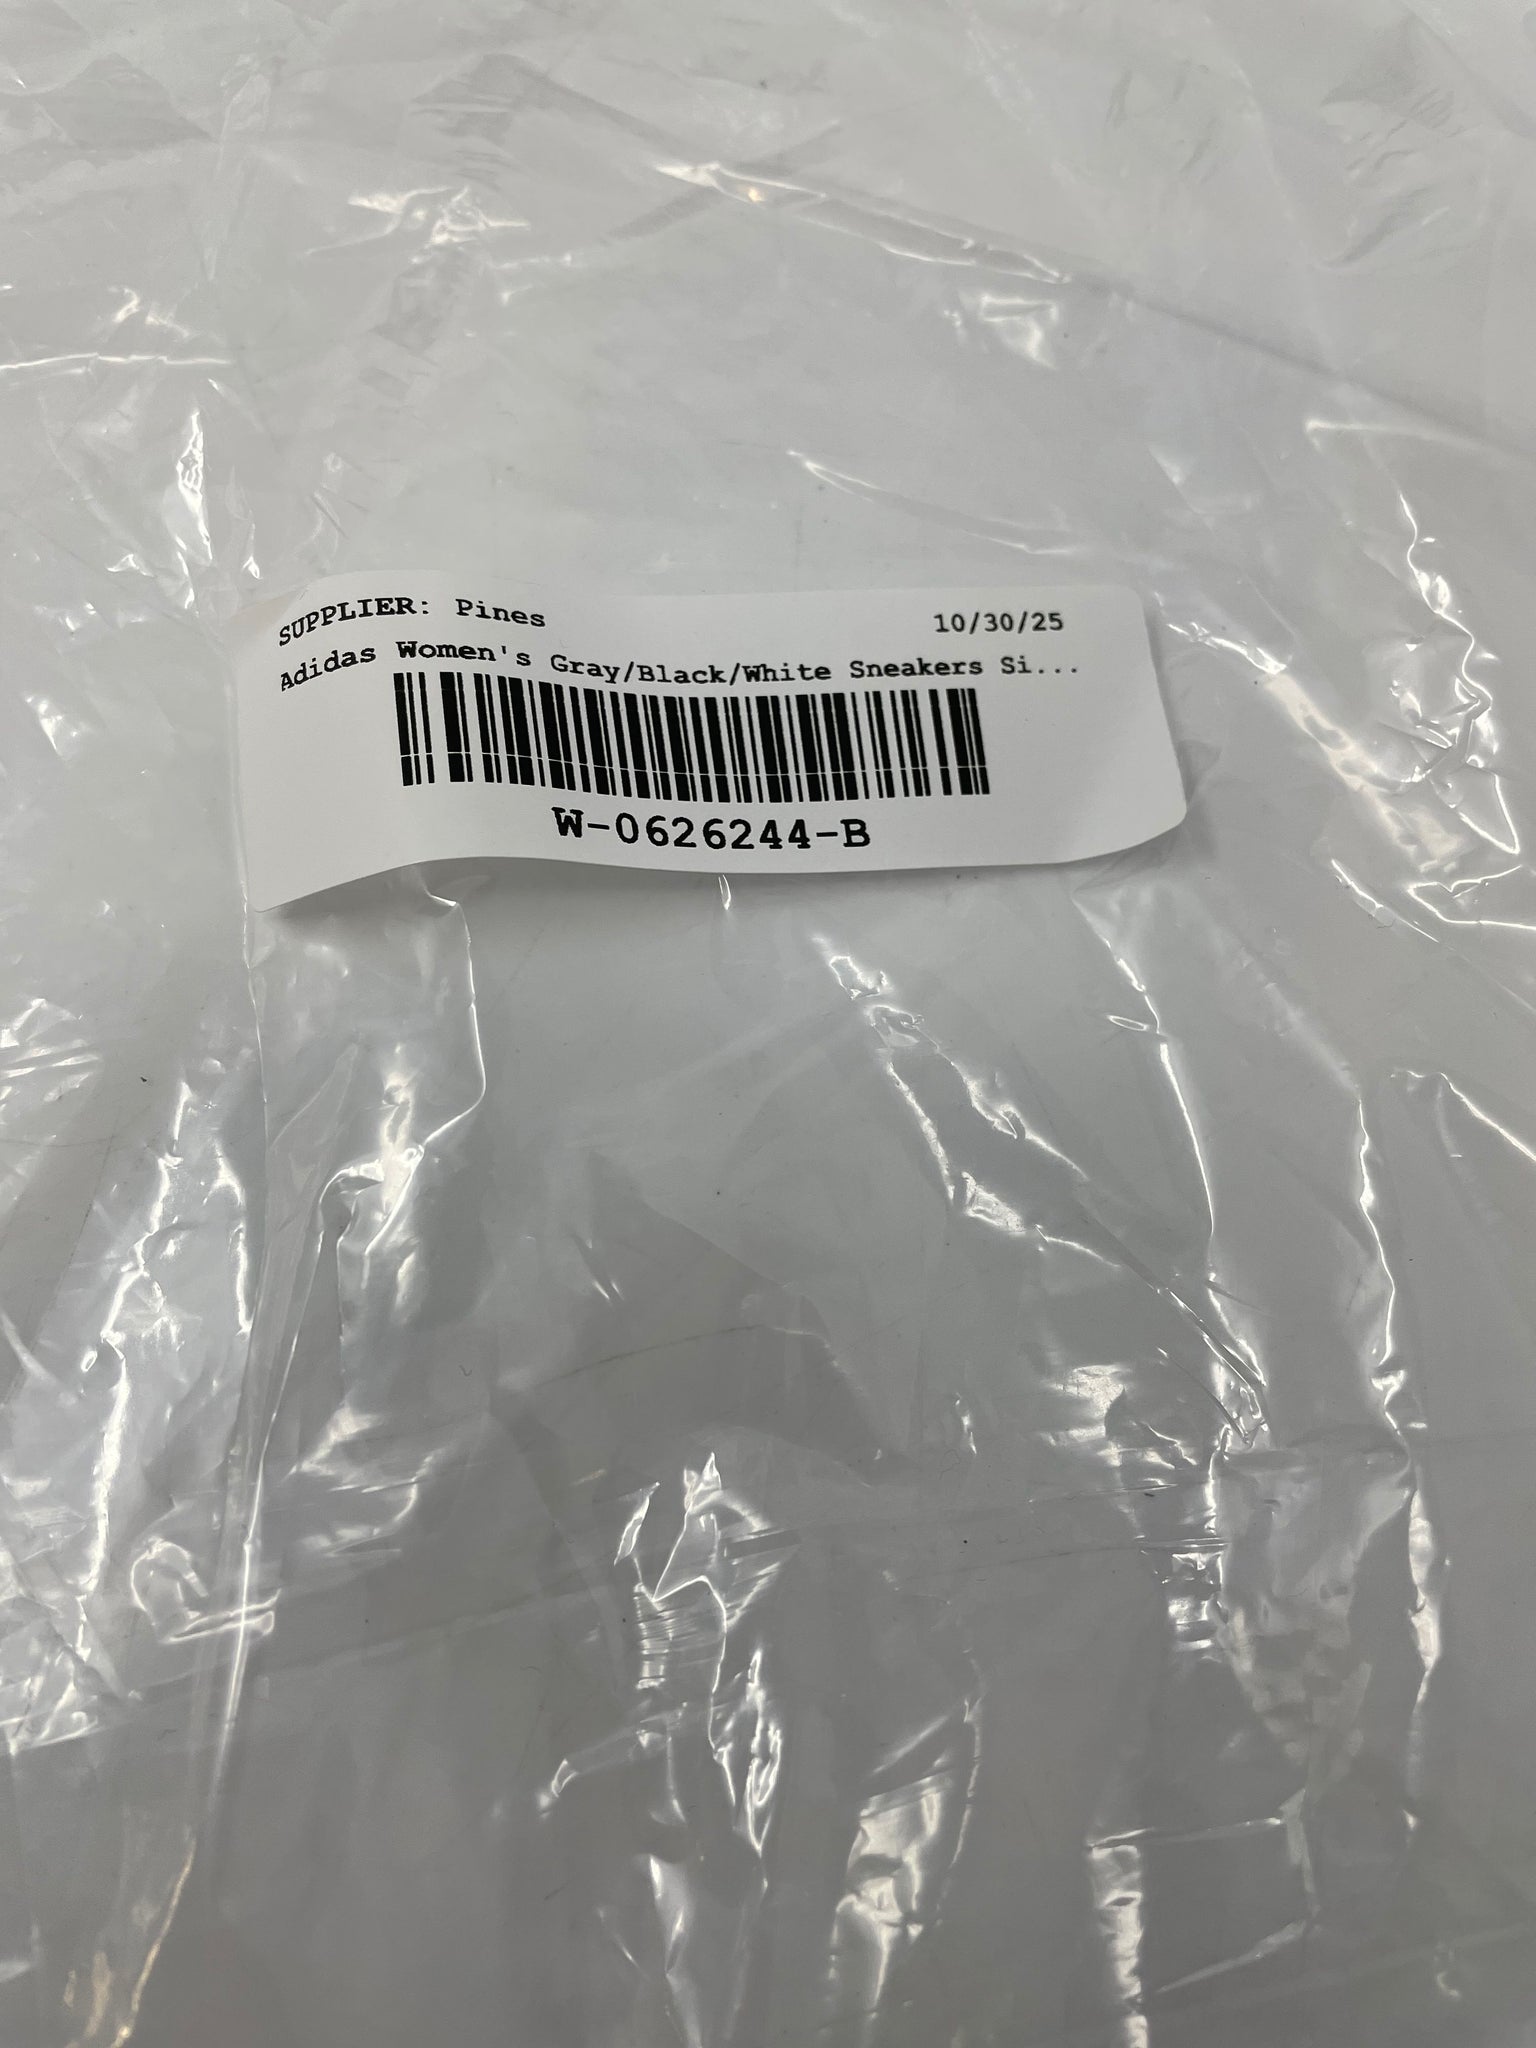 SUPPLIER: Pines 10/30/25
Adidas Women's Gray/Black/White Sneakers Si...
W-0626244-B